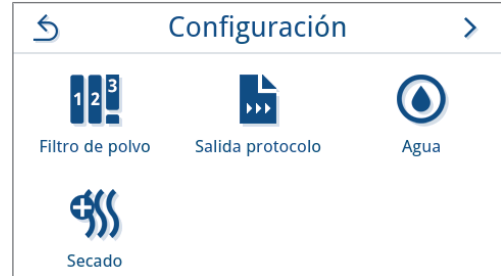 Configuración
1 2 3
Filtro de polvo
Salida protocolo
Agua
Secado